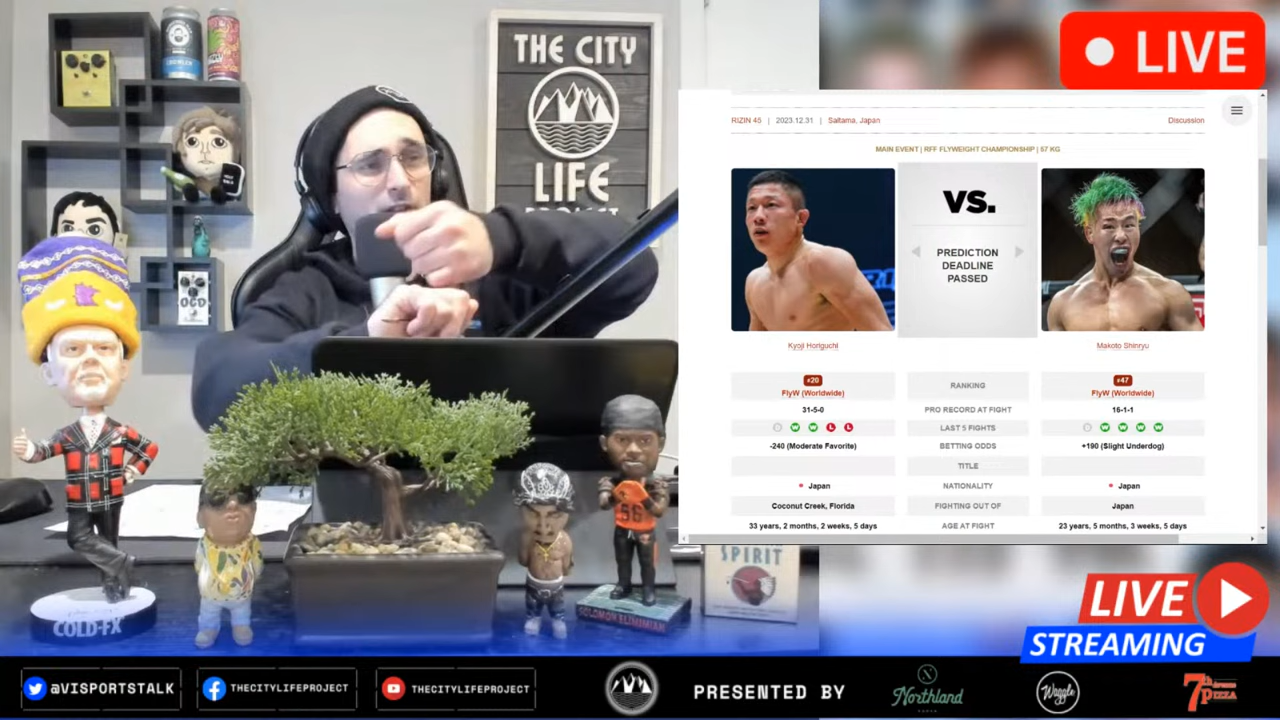 LIVE
THE CITY
LIFE
PROJECT
OCD
RIZIN 45 | 2023.12.31 | Saitama, Japan
Discussion
MAIN EVENT | RFF FLYWEIGHT CHAMPIONSHIP | 57 KG
VS.
PREDICTION
DEADLINE
PASSED
Kyoji Horiguchi
Makoto Shinryu
#20
RANKING
#47
FlyW (Worldwide)
FlyW (Worldwide)
31-5-0
PRO RECORD AT FIGHT
16-1-1
D W W L L
LAST 5 FIGHTS
D W W W W
-240 (Moderate Favorite)
BETTING ODDS
+190 (Slight Underdog)
TITLE
Japan
NATIONALITY
Japan
Coconut Creek, Florida
FIGHTING OUT OF
Japan
33 years, 2 months, 2 weeks, 5 days
AGE AT FIGHT
23 years, 5 months, 3 weeks, 5 days
56
SOLOMON ELIMIMIAN
SPIRIT
COLD-FX
LIVE
STREAMING
@VISPORTSTALK
THECITYLIFEPROJECT
THECITYLIFEPROJECT
PRESENTED BY
Northland
Waggle
7th
PIZZA